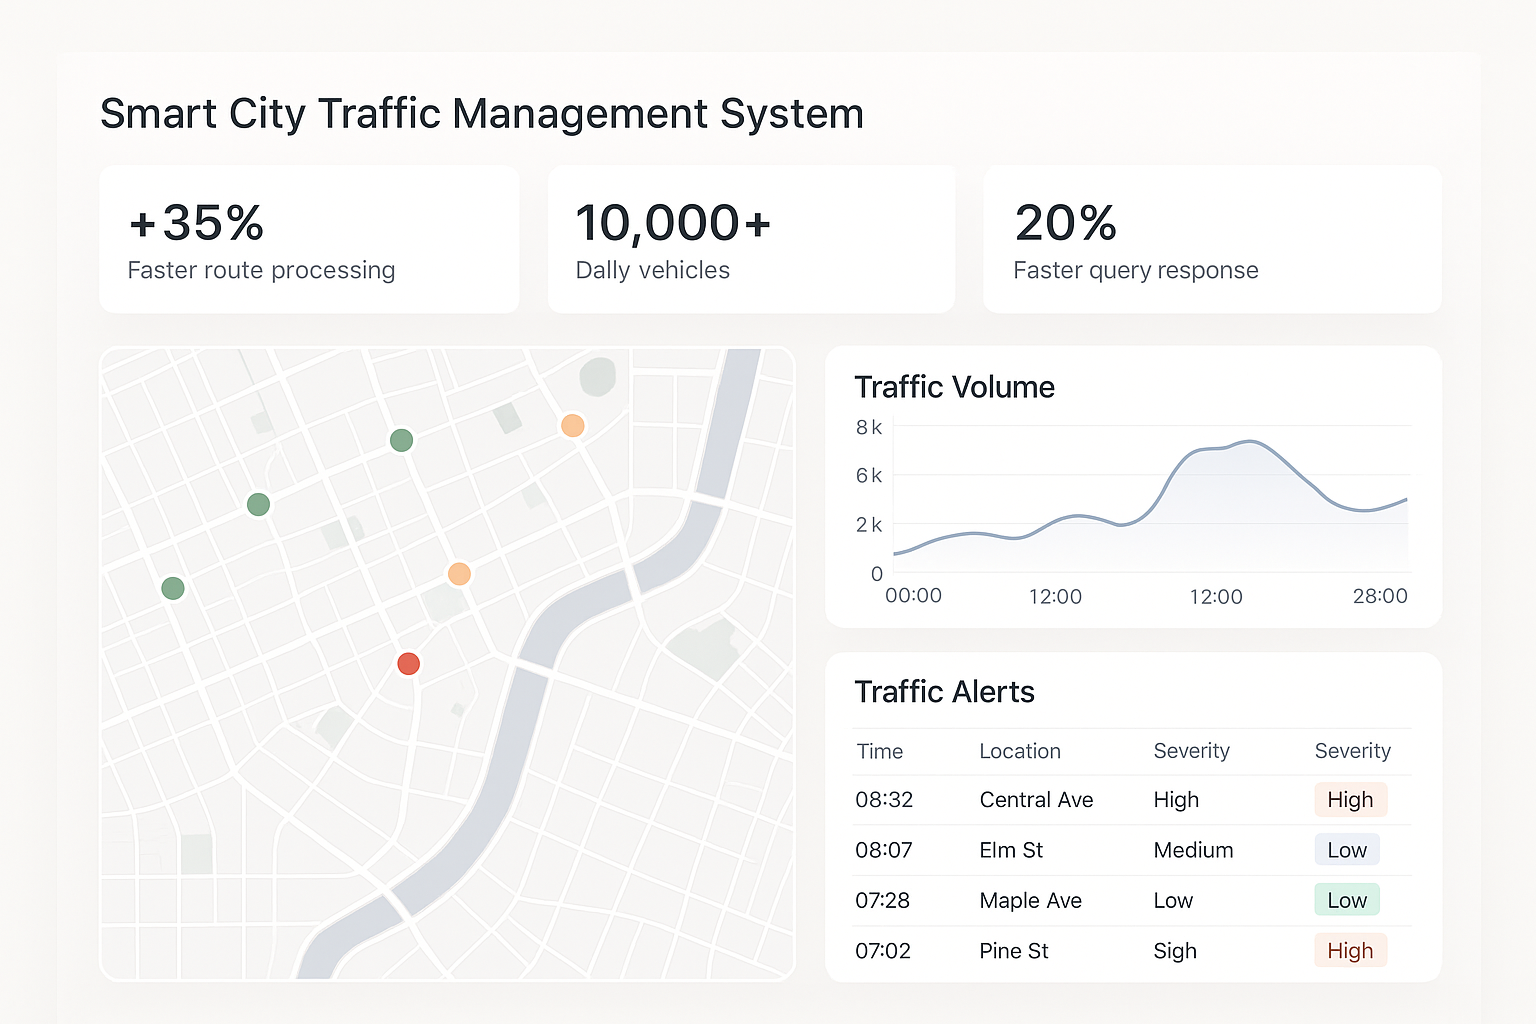 Smart City Traffic Management System
+35%
Faster route processing
10,000+
Dally vehicles
20%
Faster query response
Traffic Volume
8k
6k
2k
0
00:00 12:00 12:00 28:00
Traffic Alerts
Time Location Severity Severity
08:32 Central Ave High High
08:07 Elm St Medium Low
07:28 Maple Ave Low Low
07:02 Pine St Sigh High